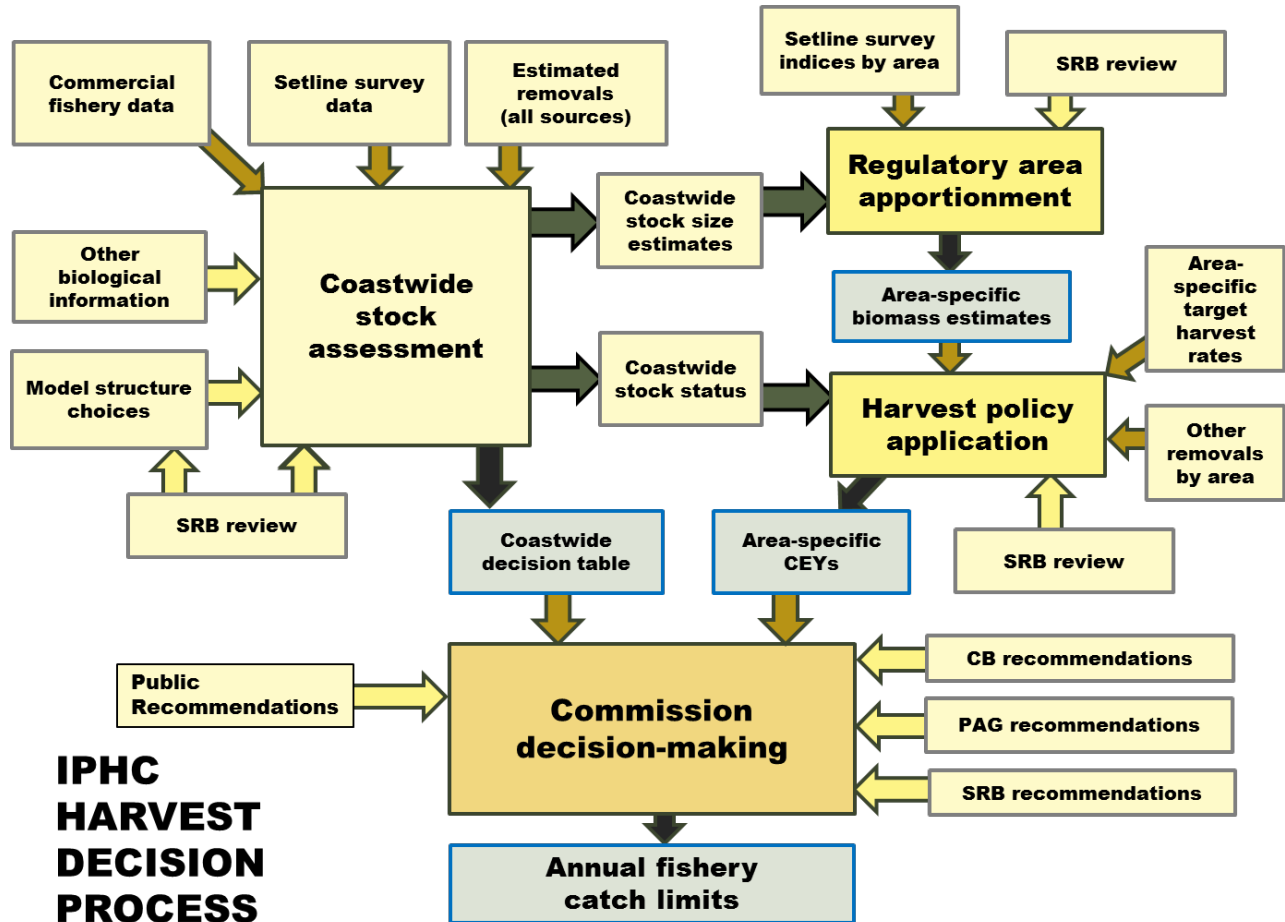 Commercial
fishery data
Setline survey
data
Estimated
removals
(all sources)
Setline survey
indices by area
SRB review
Regulatory area
apportionment
Coastwide
stock size
estimates
Other
biological
information
Coastwide
stock
assessment
Area-specific
biomass estimates
Area-
specific
target
harvest
rates
Model structure
choices
Coastwide
stock status
Harvest policy
application
Other
removals
by area
SRB review
Coastwide
decision table
Area-specific
CEYs
SRB review
Public
Recommendations
Commission
decision-making
CB recommendations
PAG recommendations
SRB recommendations
IPHC
HARVEST
DECISION
PROCESS
Annual fishery
catch limits